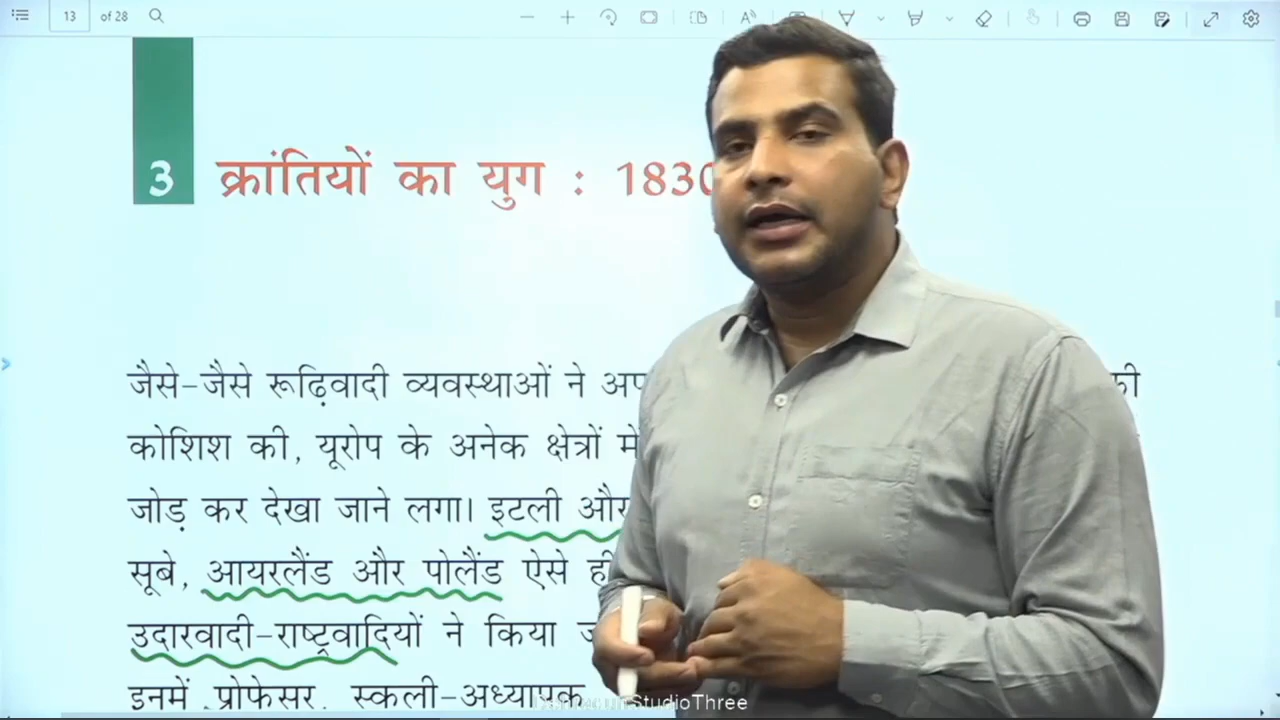 13 of 28
3 क्रांतियों का युग : 1830
जैसे-जैसे रूढ़िवादी व्यवस्थाओं ने
कोशिश की, यूरोप के अनेक क्षेत्रों में
जोड़ कर देखा जाने लगा। इटली और
सूबे, आयरलैंड और पोलैंड ऐसे ही
उदारवादी-राष्ट्रवादियों ने किया
इनमें प्रोफेसर, स्कूली-अध्यापक
StudioThree